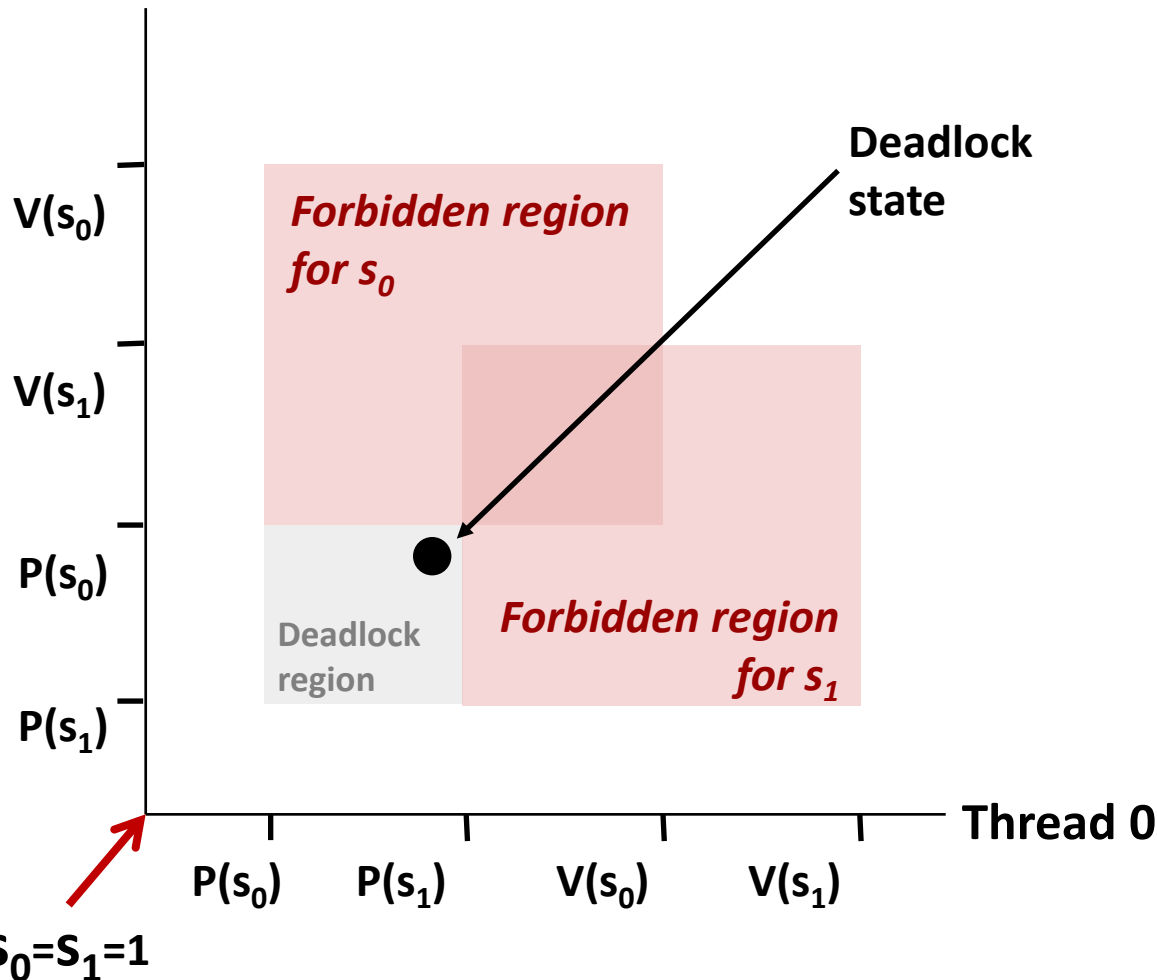 Deadlock
state
V(s₀)
Forbidden region
for s₀
V(s₁)
P(s₀)
Deadlock
region
Forbidden region
for s₁
P(s₁)
Thread 0
P(s₀) P(s₁) V(s₀) V(s₁)
s₀=s₁=1